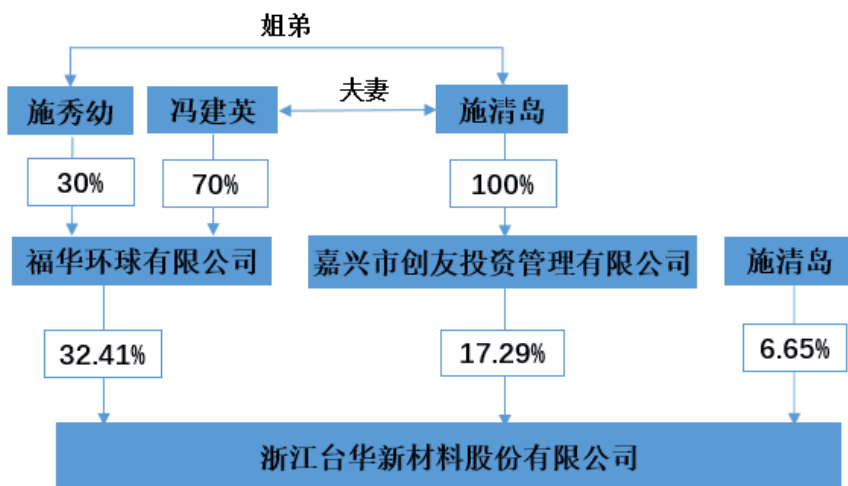 姐弟
夫妻
施秀幼
冯建英
施清岛
30%
70%
100%
福华环球有限公司
嘉兴市创友投资管理有限公司
施清岛
32.41%
17.29%
6.65%
浙江台华新材料股份有限公司